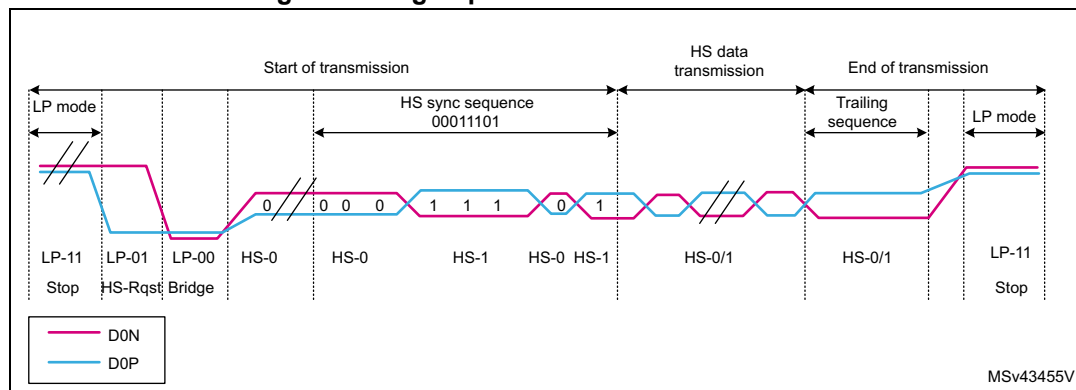 Start of transmission
HS data
transmission
End of transmission
LP mode
HS sync sequence
00011101
Trailing
sequence
LP mode
0 0 0 0 1 1 1 0 1
LP-11 LP-01 LP-00 HS-0 HS-0 HS-1 HS-0 HS-1 HS-0/1 HS-0/1 LP-11
Stop HS-Rqst Bridge Stop
D0N
D0P
MSv43455V